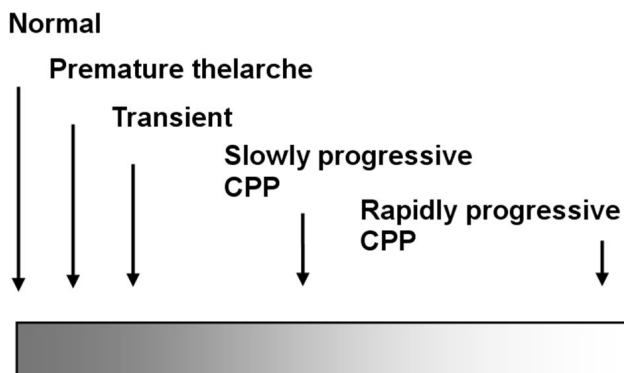 Normal
Premature thelarche
Transient
Slowly progressive
CPP
Rapidly progressive
CPP